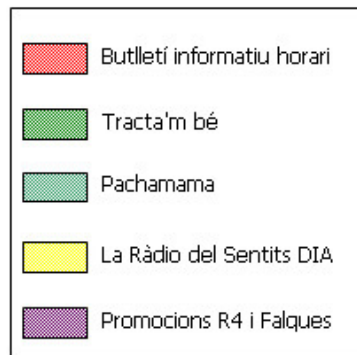 Butlletí informatiu horari
Tracta'm bé
Pachamama
La Ràdio del Sentits DIA
Promocions R4 i Falques